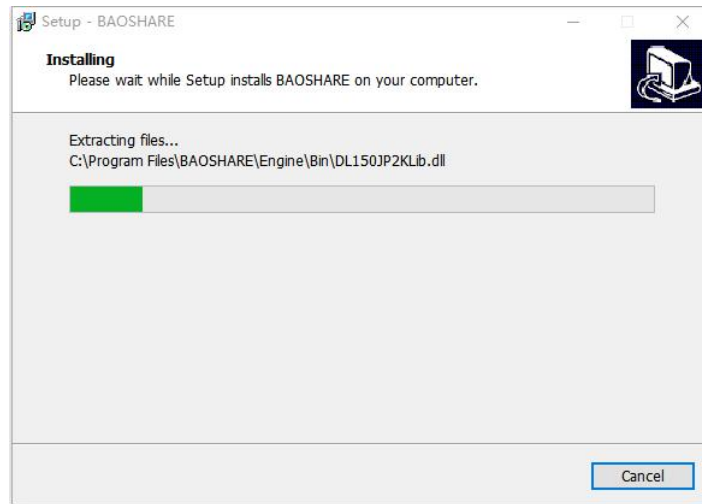 Setup - BAOSHARE
Installing
Please wait while Setup installs BAOSHARE on your computer.
Extracting files...
C:\Program Files\BAOSHARE\Engine\Bin\DL150JP2KLib.dll
Cancel